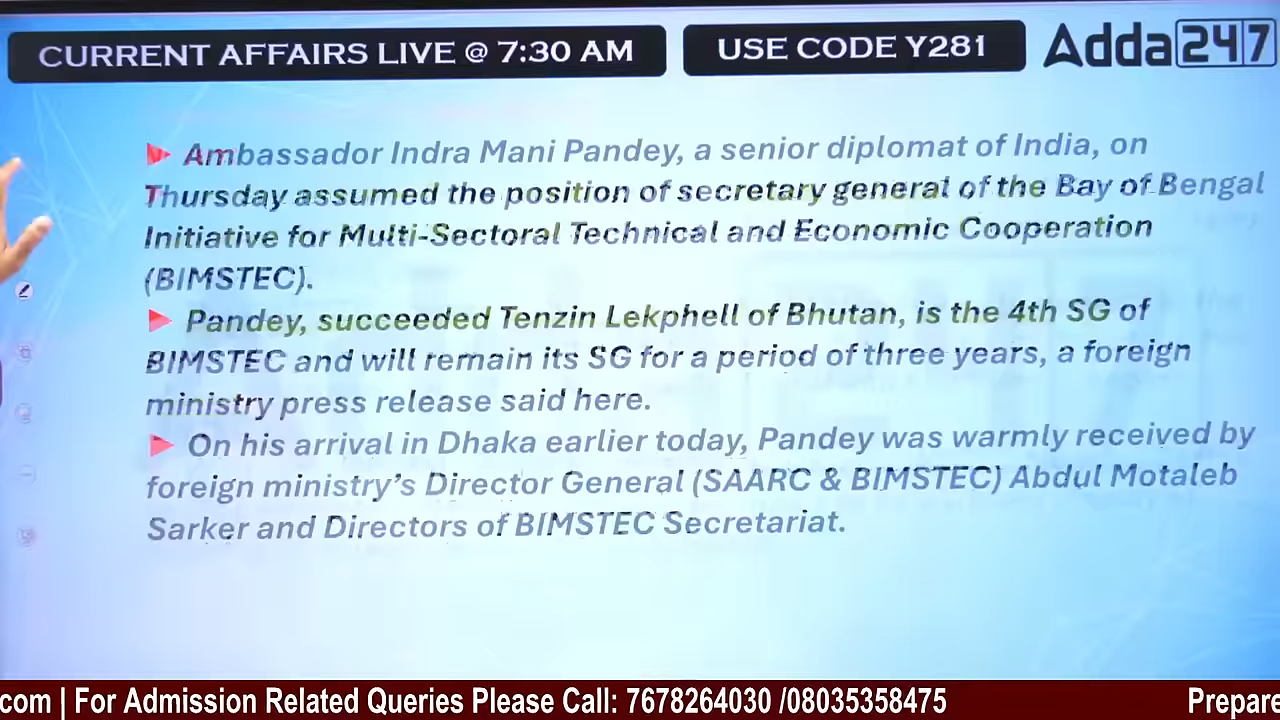 CURRENT AFFAIRS LIVE @ 7:30 AM
USE CODE Y281
Adda247
Ambassador Indra Mani Pandey, a senior diplomat of India, on
Thursday assumed the position of secretary general of the Bay of Bengal
Initiative for Multi-Sectoral Technical and Economic Cooperation
(BIMSTEC).
Pandey, succeeded Tenzin Lekphell of Bhutan, is the 4th SG of
BIMSTEC and will remain its SG for a period of three years, a foreign
ministry press release said here.
On his arrival in Dhaka earlier today, Pandey was warmly received by
foreign ministry's Director General (SAARC & BIMSTEC) Abdul Motaleb
Sarker and Directors of BIMSTEC Secretariat.
.com | For Admission Related Queries Please Call: 7678264030 /08035358475 Prepare